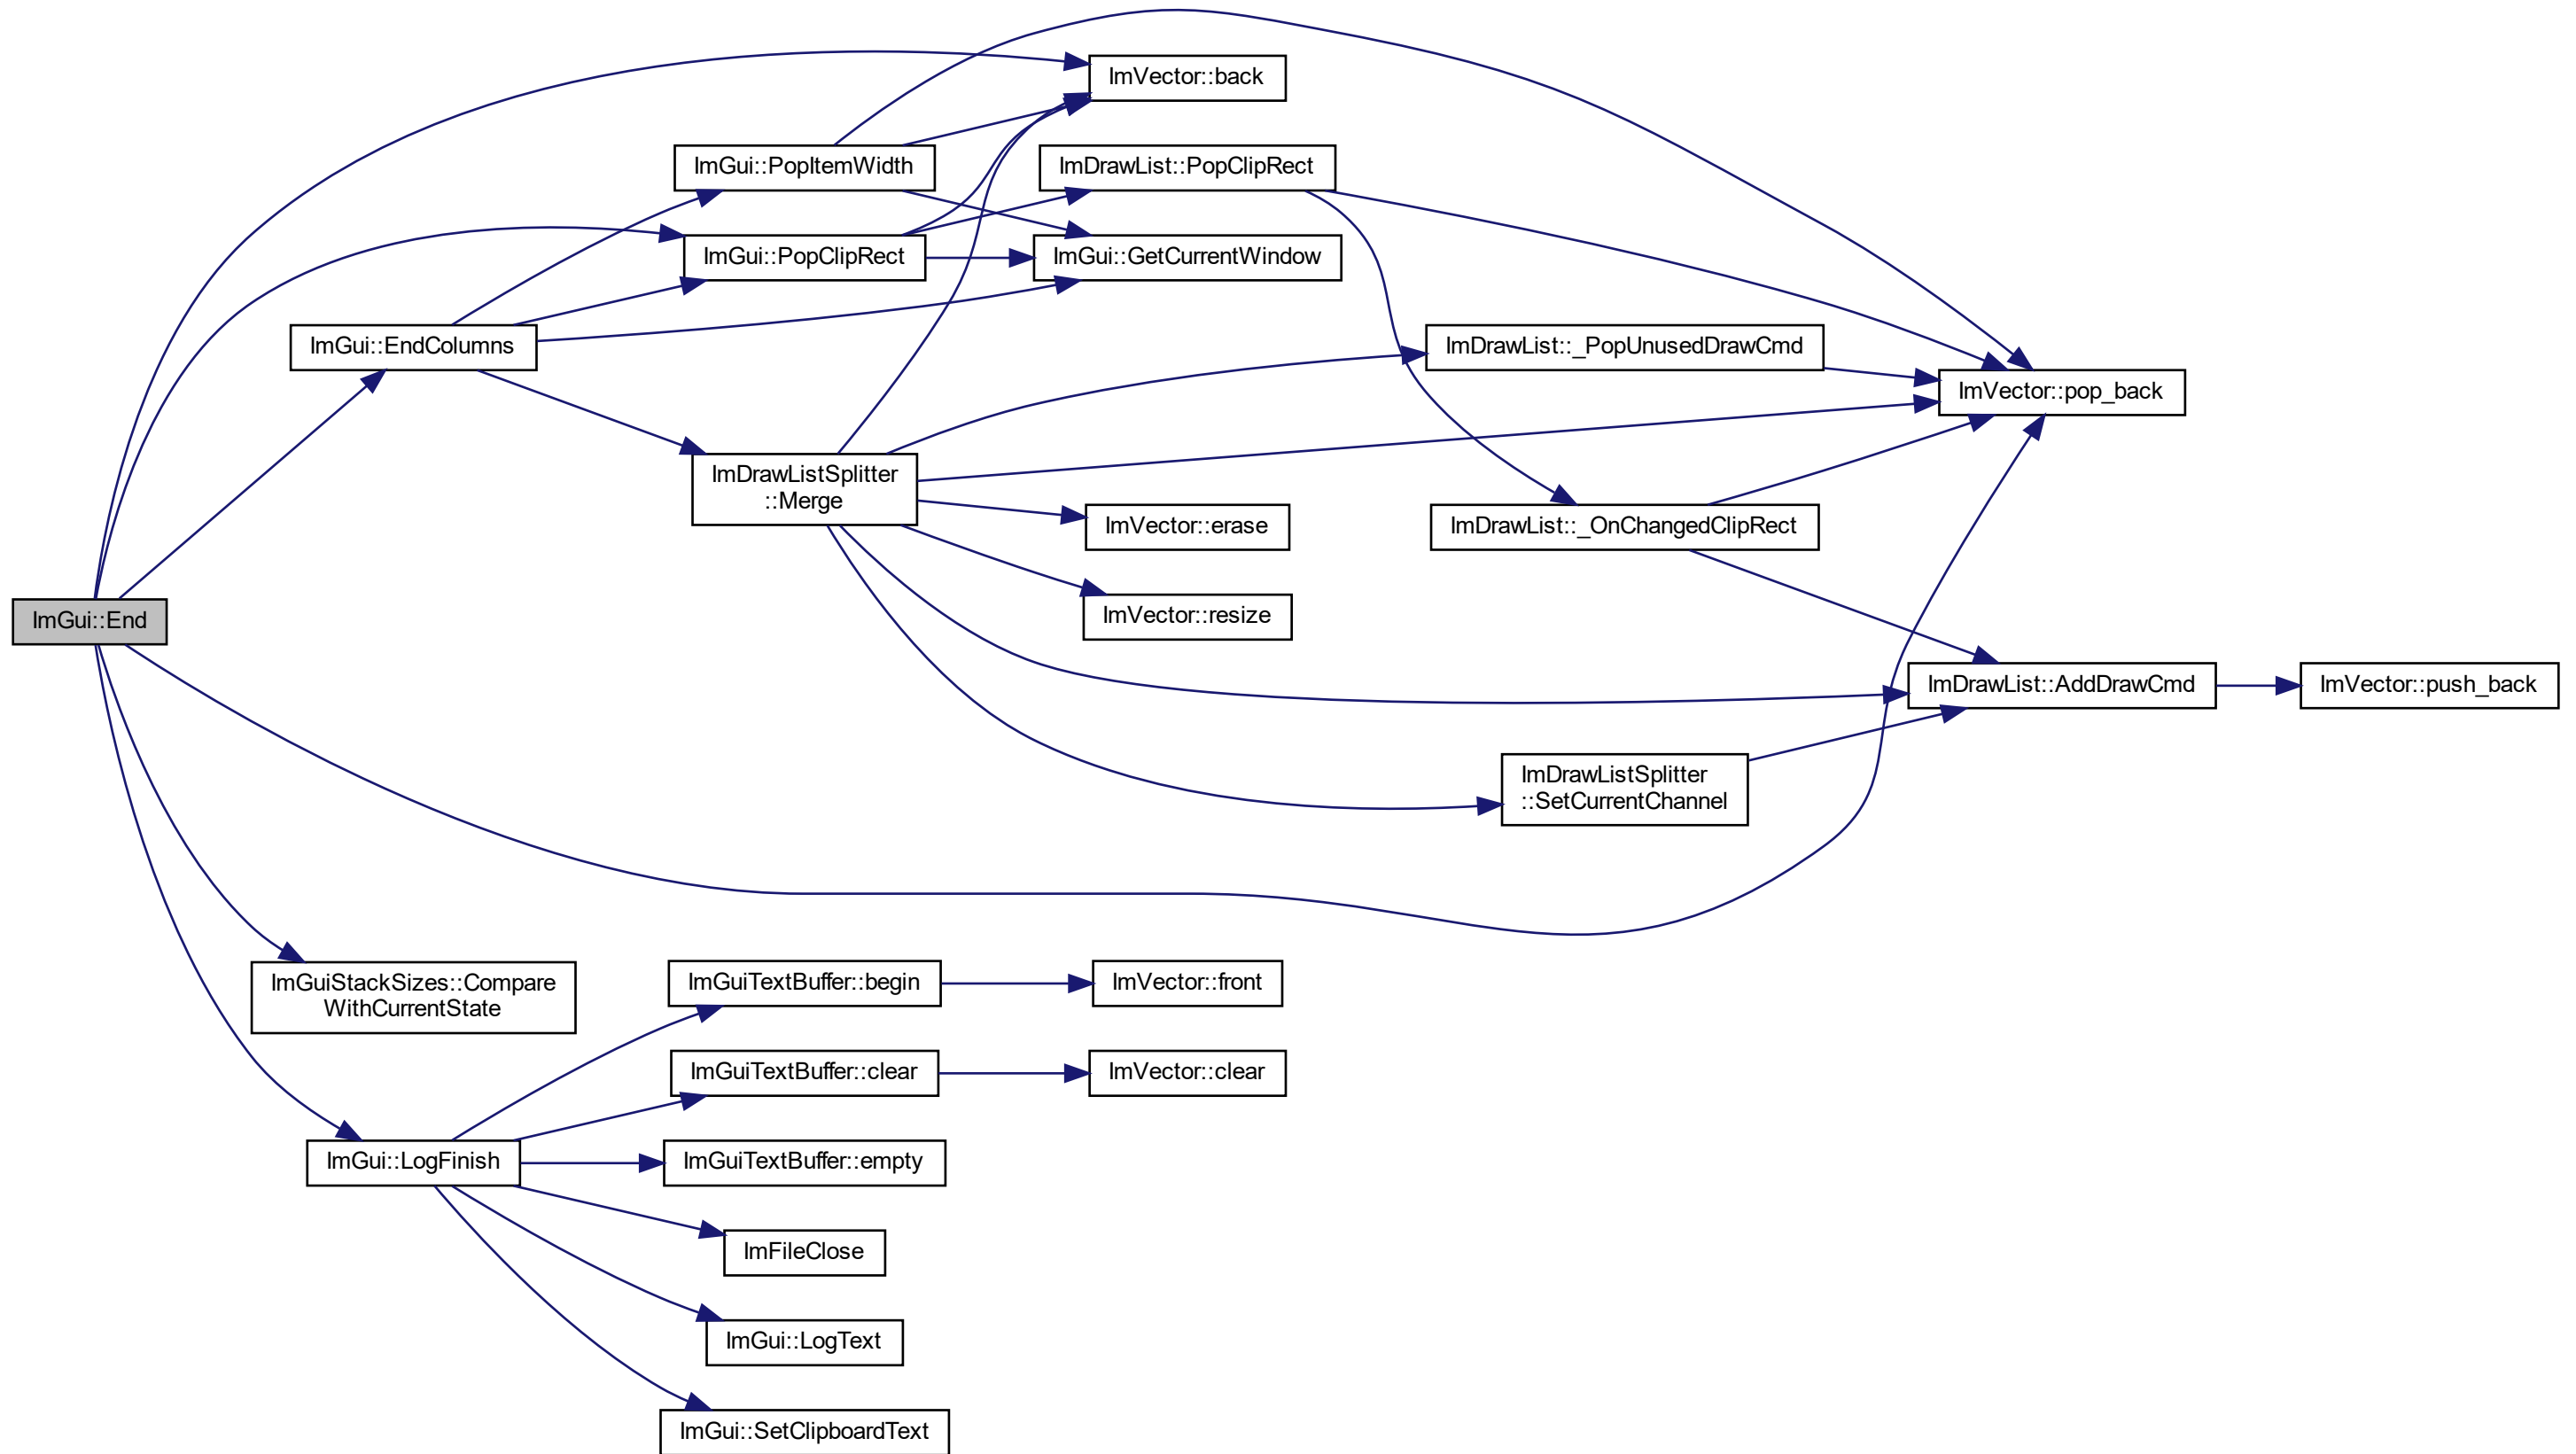 ImVector::back
ImGui::PopItemWidth
ImDrawList::PopClipRect
ImGui::PopClipRect
ImGui::GetCurrentWindow
ImGui::EndColumns
ImDrawList::_PopUnusedDrawCmd
ImVector::pop_back
ImDrawListSplitter
::Merge
ImVector::erase
ImDrawList::_OnChangedClipRect
ImGui::End
ImVector::resize
ImDrawList::AddDrawCmd
ImVector::push_back
ImDrawListSplitter
::SetCurrentChannel
ImGuiStackSizes::Compare
WithCurrentState
ImGuiTextBuffer::begin
ImVector::front
ImGuiTextBuffer::clear
ImVector::clear
ImGui::LogFinish
ImGuiTextBuffer::empty
ImFileClose
ImGui::LogText
ImGui::SetClipboardText